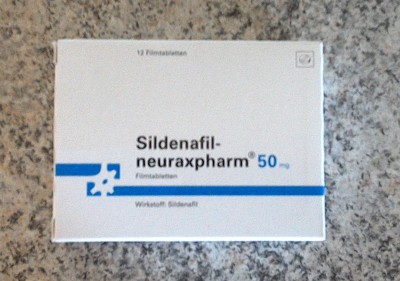 12 Filmtabletten
Sildenafil-
neuraxpharm® 50 mg
Filmtabletten
Wirkstoff: Sildenafil